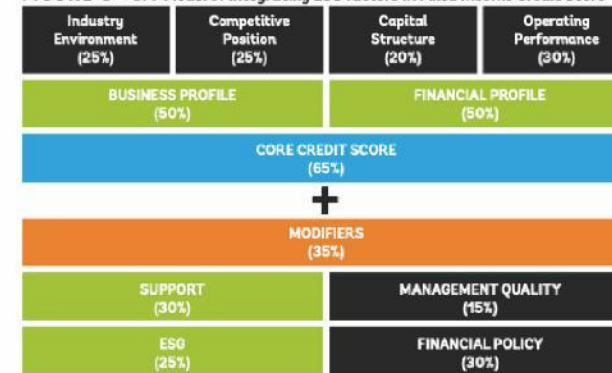 Industry Environment (25%)
Competitive Position (25%)
Capital Structure (20%)
Operating Performance (30%)
BUSINESS PROFILE (50%)
FINANCIAL PROFILE (50%)
CORE CREDIT SCORE (65%)
+
MODIFIERS (35%)
SUPPORT (30%)
MANAGEMENT QUALITY (15%)
ESG (25%)
FINANCIAL POLICY (30%)